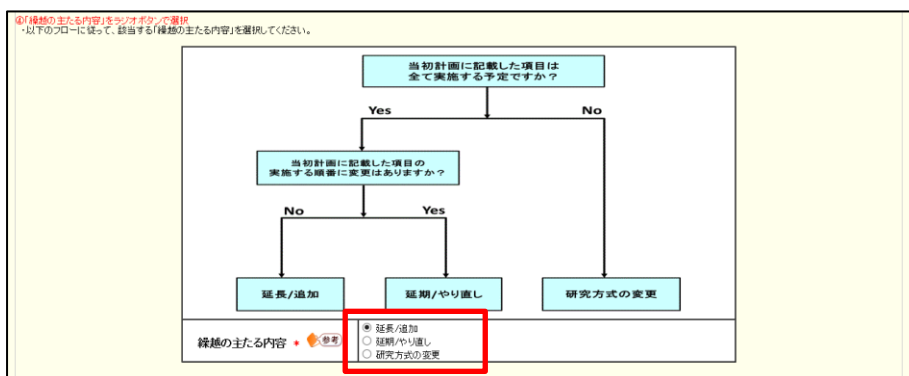 ④「繰越の主たる内容」をラジオボタンで選択
・以下のフローに従って、該当する「繰越の主たる内容」を選択してください。
当初計画に記載した項目は
全て実施する予定ですか？
Yes
No
当初計画に記載した項目の
実施する順番に変更はありますか？
No
Yes
延長/追加
延期/やり直し
研究方式の変更
繰越の主たる内容 * 参考
延長/追加
延期/やり直し
研究方式の変更